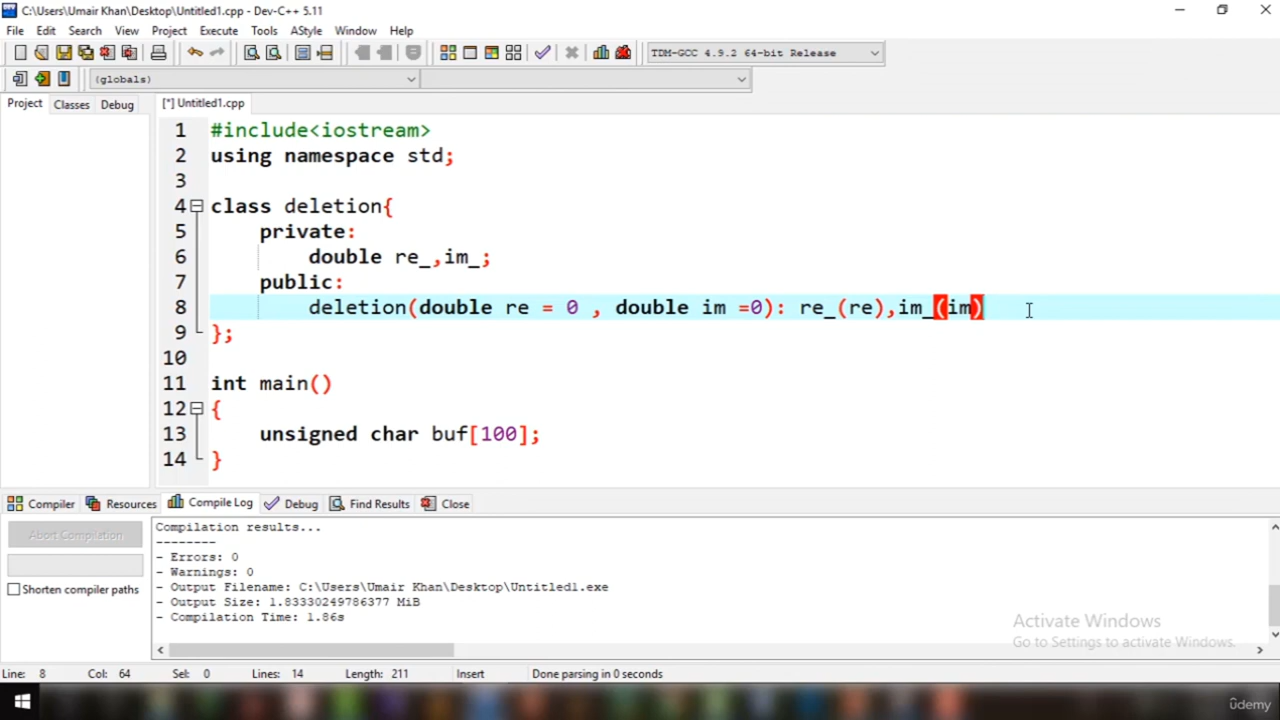 C:\Users\Umair Khan\Desktop\Untitled1.cpp - Dev-C++ 5.11
File Edit Search View Project Execute Tools AStyle Window Help
TDM-GCC 4.9.2 64-bit Release
(globals)
Project Classes Debug
[*] Untitled1.cpp
1 #include<iostream>
2 using namespace std;
3
4 class deletion{
5 private:
6 double re_,im_;
7 public:
8 deletion(double re = 0 , double im =0): re_(re),im_(im)
9 };
10
11 int main()
12 {
13 unsigned char buf[100];
14 }
Compiler Resources Compile Log Debug Find Results Close
Abort Compilation
Shorten compiler paths
Compilation results...
--------
- Errors: 0
- Warnings: 0
- Output Filename: C:\Users\Umair Khan\Desktop\Untitled1.exe
- Output Size: 1.83330249786377 MiB
- Compilation Time: 1.86s
Activate Windows
Go to Settings to activate Windows.
Line: 8 Col: 64 Sel: 0 Lines: 14 Length: 211 Insert Done parsing in 0 seconds
ûdemy